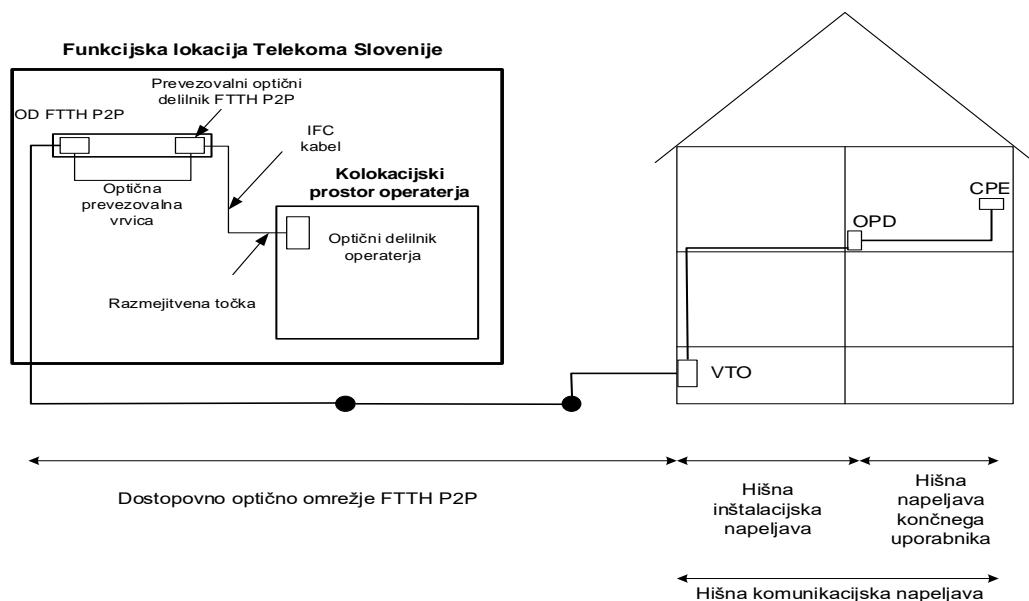 Funkcijska lokacija Telekoma Slovenije
Prevezovalni optični
delilnik FTTH P2P
OD FTTH P2P
IFC
kabel
Optična
prevezovalna
vrvica
Kolokacijski
prostor operaterja
Optični delilnik
operaterja
Razmejitvena točka
CPE
OPD
VTO
Dostopovno optično omrežje FTTH P2P
Hišna
inštalacijska
napeljava
Hišna
napeljava
končnega
uporabnika
Hišna komunikacijska napeljava